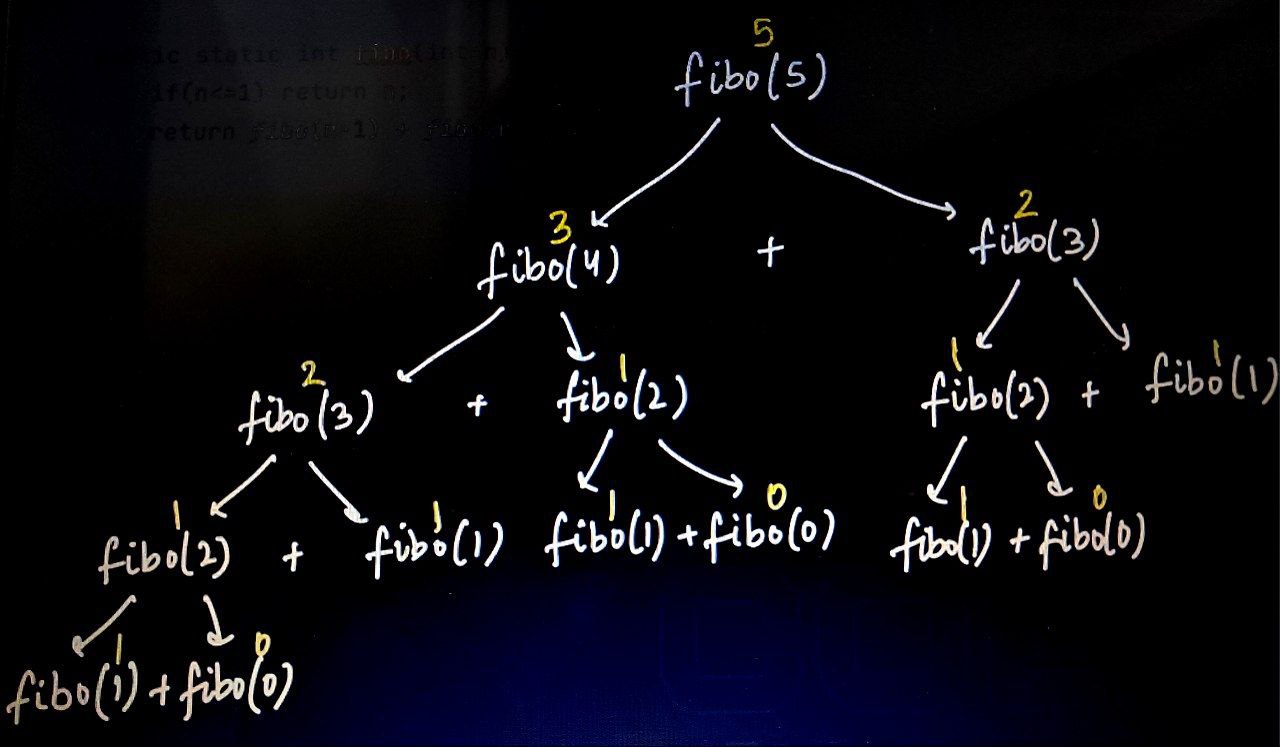 5
ic static int fibo(int n)
fibo(5)
if(n<=1) return n;
return fibo(n-1) + fibo
3 2
fibo(4) + fibo(3)
2 1 1 1
fibo(3) + fibo(2) fibo(2) + fibo(1)
1 1 1 0 1 0
fibo(2) + fibo(1) fibo(1) + fibo(0) fibo(1) + fibo(0)
1 0
fibo(1) + fibo(0)